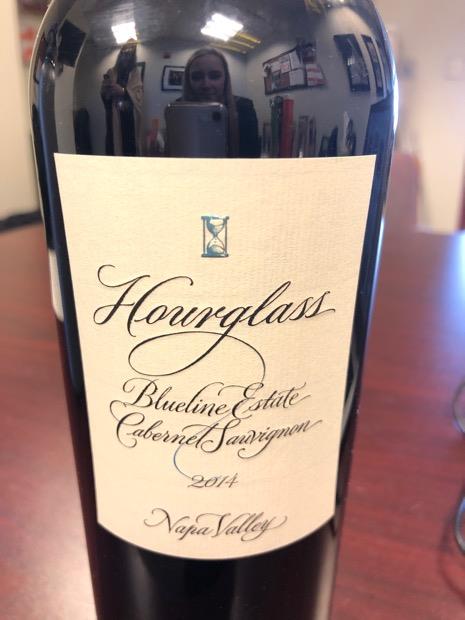 Hourglass
Blueline Estate
Cabernet Sauvignon
2014
Napa Valley